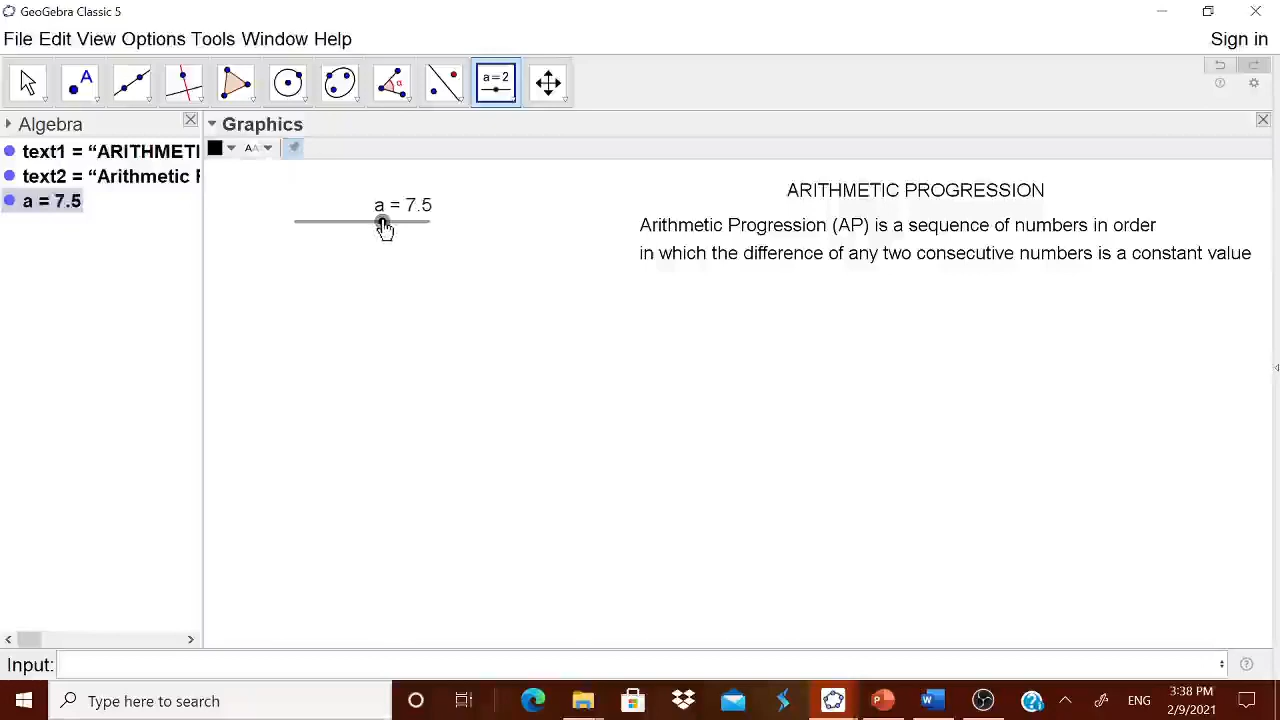 GeoGebra Classic 5
File Edit View Options Tools Window Help
Sign in
A
α
a=2
Algebra
Graphics
text1 = “ARITHMETI
text2 = “Arithmetic
a = 7.5
AA
a = 7.5
ARITHMETIC PROGRESSION
Arithmetic Progression (AP) is a sequence of numbers in order
in which the difference of any two consecutive numbers is a constant value
Input:
Type here to search
ENG
3:38 PM
2/9/2021